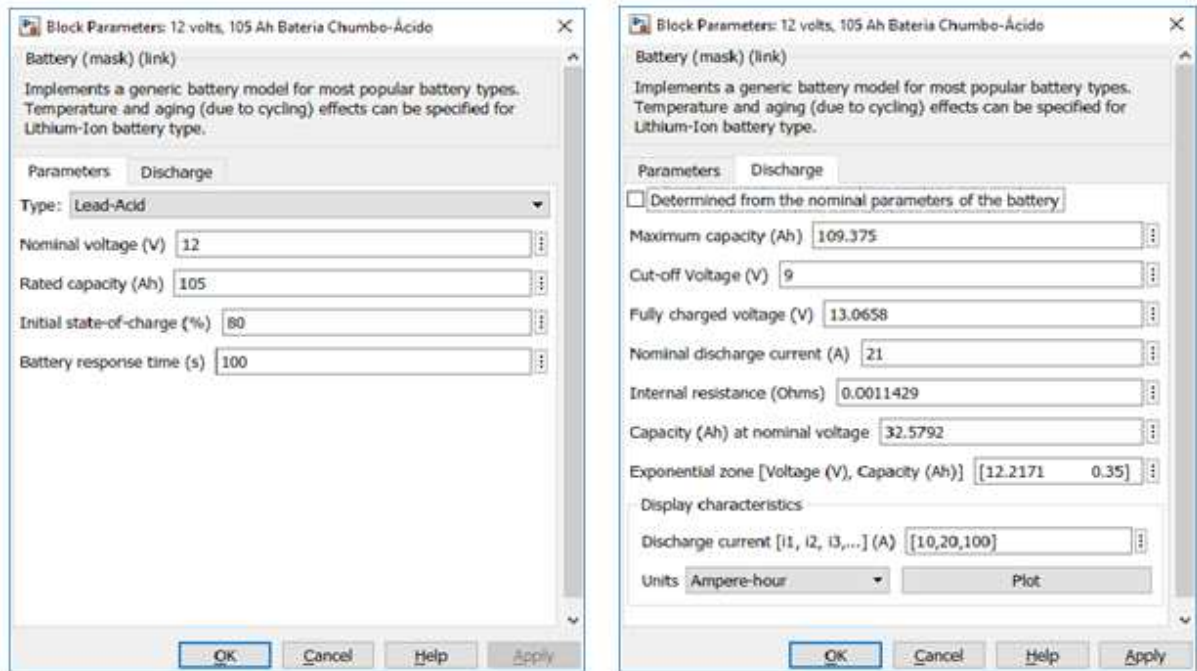 Block Parameters: 12 volts, 105 Ah Bateria Chumbo-Ácido
Battery (mask) (link)
Implements a generic battery model for most popular battery types.
Temperature and aging (due to cycling) effects can be specified for
Lithium-Ion battery type.
Parameters Discharge
Type: Lead-Acid
Nominal voltage (V) 12
Rated capacity (Ah) 105
Initial state-of-charge (%) 80
Battery response time (s) 100
OK Cancel Help Apply
Block Parameters: 12 volts, 105 Ah Bateria Chumbo-Ácido
Battery (mask) (link)
Implements a generic battery model for most popular battery types.
Temperature and aging (due to cycling) effects can be specified for
Lithium-Ion battery type.
Parameters Discharge
Determined from the nominal parameters of the battery
Maximum capacity (Ah) 109.375
Cut-off Voltage (V) 9
Fully charged voltage (V) 13.0658
Nominal discharge current (A) 21
Internal resistance (Ohms) 0.0011429
Capacity (Ah) at nominal voltage 32.5792
Exponential zone [Voltage (V), Capacity (Ah)] [12.2171 0.35]
Display characteristics
Discharge current [i1, i2, i3,...] (A) [10,20,100]
Units Ampere-hour Plot
OK Cancel Help Apply